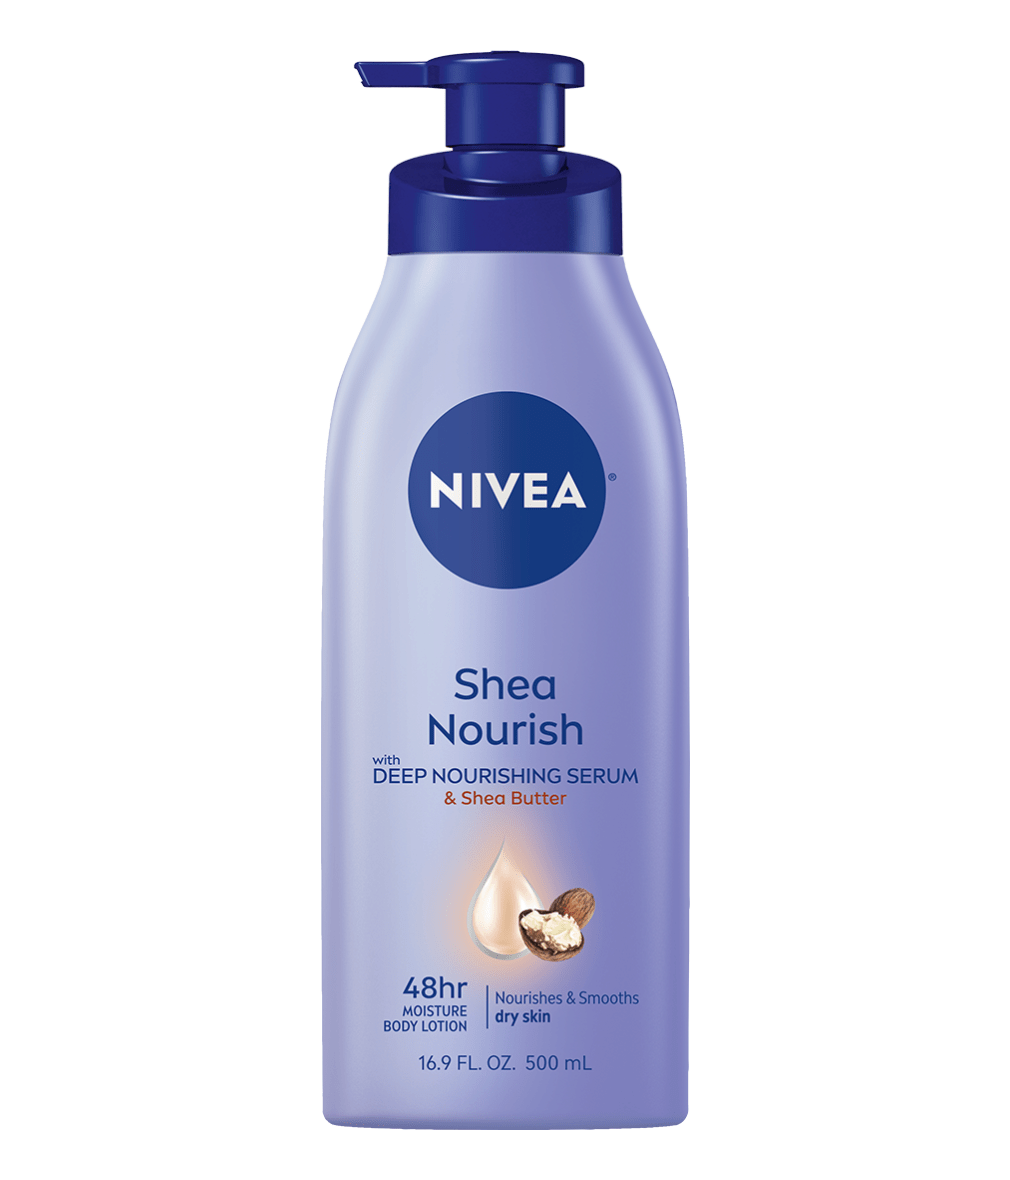 NIVEA®
Shea
Nourish
with
DEEP NOURISHING SERUM
& Shea Butter
48hr
MOISTURE
BODY LOTION
Nourishes & Smooths
dry skin
16.9 FL. OZ. 500 mL